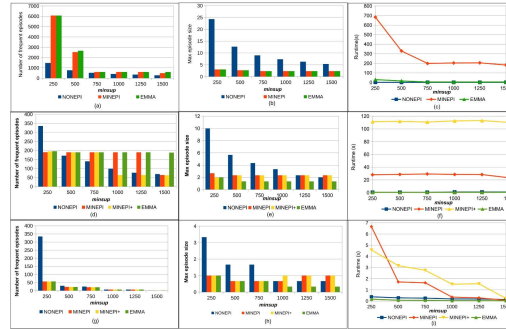 Number of frequent episodes
7000
6000
5000
4000
3000
2000
1000
0
250 500 750 1000 1250 1500
minsup
NONEPI MINEPI EMMA
(a)
Max episode size
30
25
20
15
10
5
0
250 500 750 1000 1250 1500
minsup
NONEPI MINEPI EMMA
(b)
Runtime(s)
800
700
600
500
400
300
200
100
0
250 500 750 1000 1250
minsup
NONEPI MINEPI EMMA
(c)
Number of frequent episodes
400
350
300
250
200
150
100
50
0
250 500 750 1000 1250 1500
minsup
NONEPI MINEPI MINEPI+ EMMA
(d)
Max episode size
12
10
8
6
4
2
0
250 500 750 1000 1250 1500
minsup
NONEPI MINEPI MINEPI+ EMMA
(e)
Runtime (s)
120
100
80
60
40
20
0
250 500 750 1000 1250
minsup
NONEPI MINEPI MINEPI+ EMMA
(f)
Number of frequent episodes
400
350
300
250
200
150
100
50
0
250 500 750 1000 1250 1500
minsup
NONEPI MINEPI MINEPI+ EMMA
(g)
Max episode size
4
3
2
1
0
250 500 750 1000 1250 1500
minsup
NONEPI MINEPI MINEPI+ EMMA
(h)
Runtime (s)
7
6
5
4
3
2
1
0
250 500 750 1000 1250
minsup
NONEPI MINEPI MINEPI+ EMMA
(i)